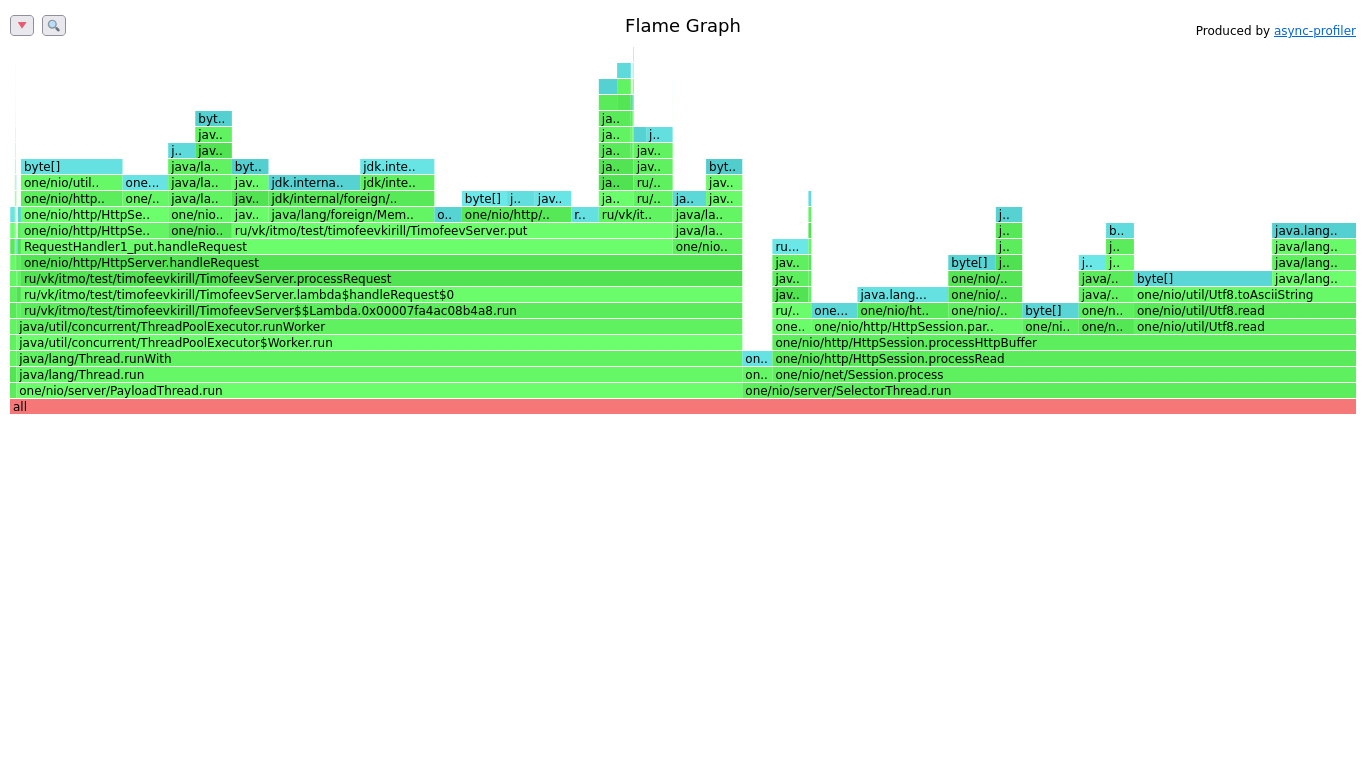 Flame Graph
Produced by async-profiler
byt..
ja..
jav..
ja..
j..
j..
jav..
ja..
jav..
byte[]
java/la..
byt..
jdk.inte..
ja..
jav..
byt..
one/nio/util..
one...
java/la..
jav..
jdk.interna..
jdk/inte..
ja..
ru/..
jav..
one/nio/http..
one/..
java/la..
jav..
jdk/internal/foreign/..
byte[]
j..
jav..
ja..
ru/..
ja..
jav..
one/nio/http/HttpSe..
one/nio..
jav..
java/lang/foreign/Mem..
o..
one/nio/http/..
r..
ru/vk/it..
java/la..
j..
one/nio/http/HttpSe..
one/nio..
ru/vk/itmo/test/timofeevkirill/TimofeevServer.put
java/la..
j..
b..
java.lang..
RequestHandler1_put.handleRequest
one/nio..
ru...
j..
j..
java/lang..
one/nio/http/HttpServer.handleRequest
jav..
byte[]
j..
j..
j..
java/lang..
ru/vk/itmo/test/timofeevkirill/TimofeevServer.processRequest
jav..
one/nio/..
java/..
byte[]
java/lang..
ru/vk/itmo/test/timofeevkirill/TimofeevServer.lambda$handleRequest$0
jav..
java.lang...
one/nio/..
java/..
one/nio/util/Utf8.toAsciiString
ru/vk/itmo/test/timofeevkirill/TimofeevServer$$Lambda.0x00007fa4ac08b4a8.run
ru/..
one...
one/nio/ht..
one/nio/..
byte[]
one/n..
one/nio/util/Utf8.read
java/util/concurrent/ThreadPoolExecutor.runWorker
one..
one/nio/http/HttpSession.par..
one/ni..
one/n..
one/nio/util/Utf8.read
java/util/concurrent/ThreadPoolExecutor$Worker.run
one/nio/http/HttpSession.processHttpBuffer
java/lang/Thread.runWith
on..
one/nio/http/HttpSession.processRead
java/lang/Thread.run
on..
one/nio/net/Session.process
one/nio/server/PayloadThread.run
one/nio/server/SelectorThread.run
all